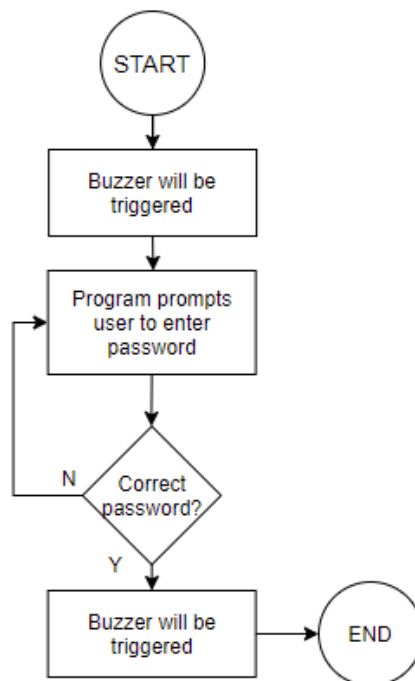 START
Buzzer will be
triggered
Program prompts
user to enter
password
N
Correct
password?
Y
Buzzer will be
triggered
END